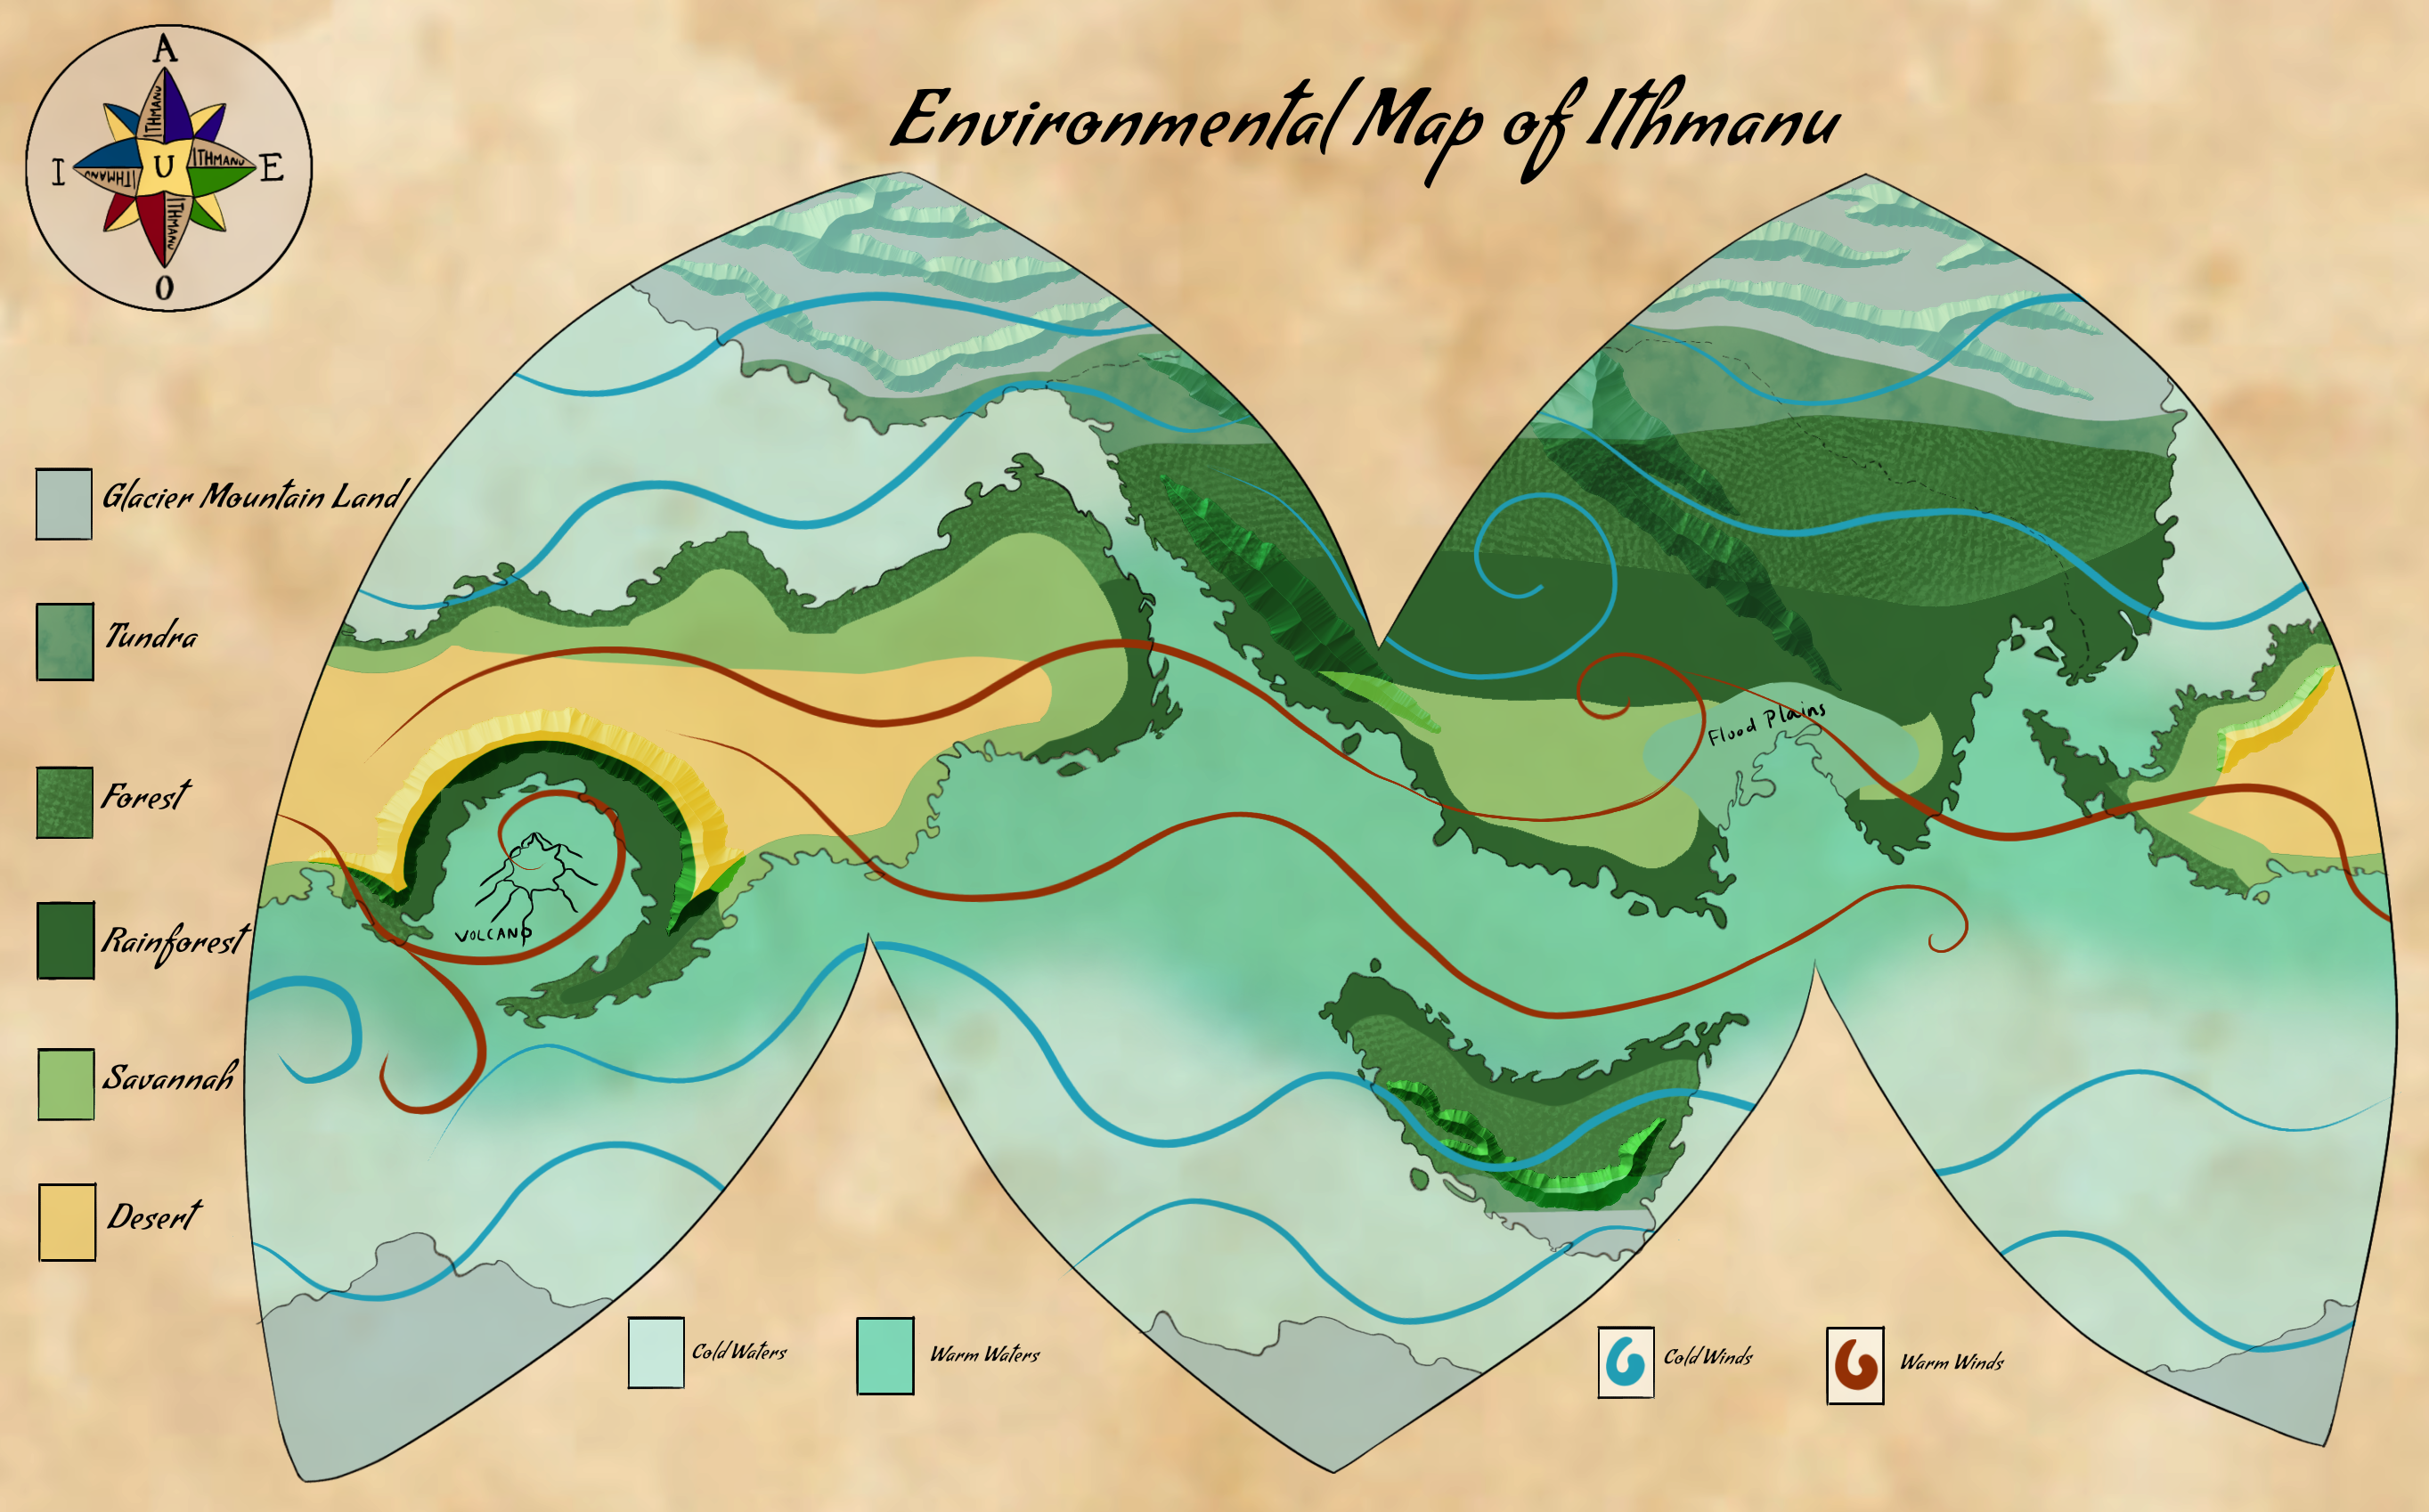 Environmental Map of Ithmanu
A
ITHMANU
I
U
ITHMANU
E
ITHMANU
ITHMANU
O
Glacier Mountain Land
Tundra
Forest
Rainforest
Savannah
Desert
Flood Plains
VOLCANO
Cold Waters
Warm Waters
Cold Winds
Warm Winds